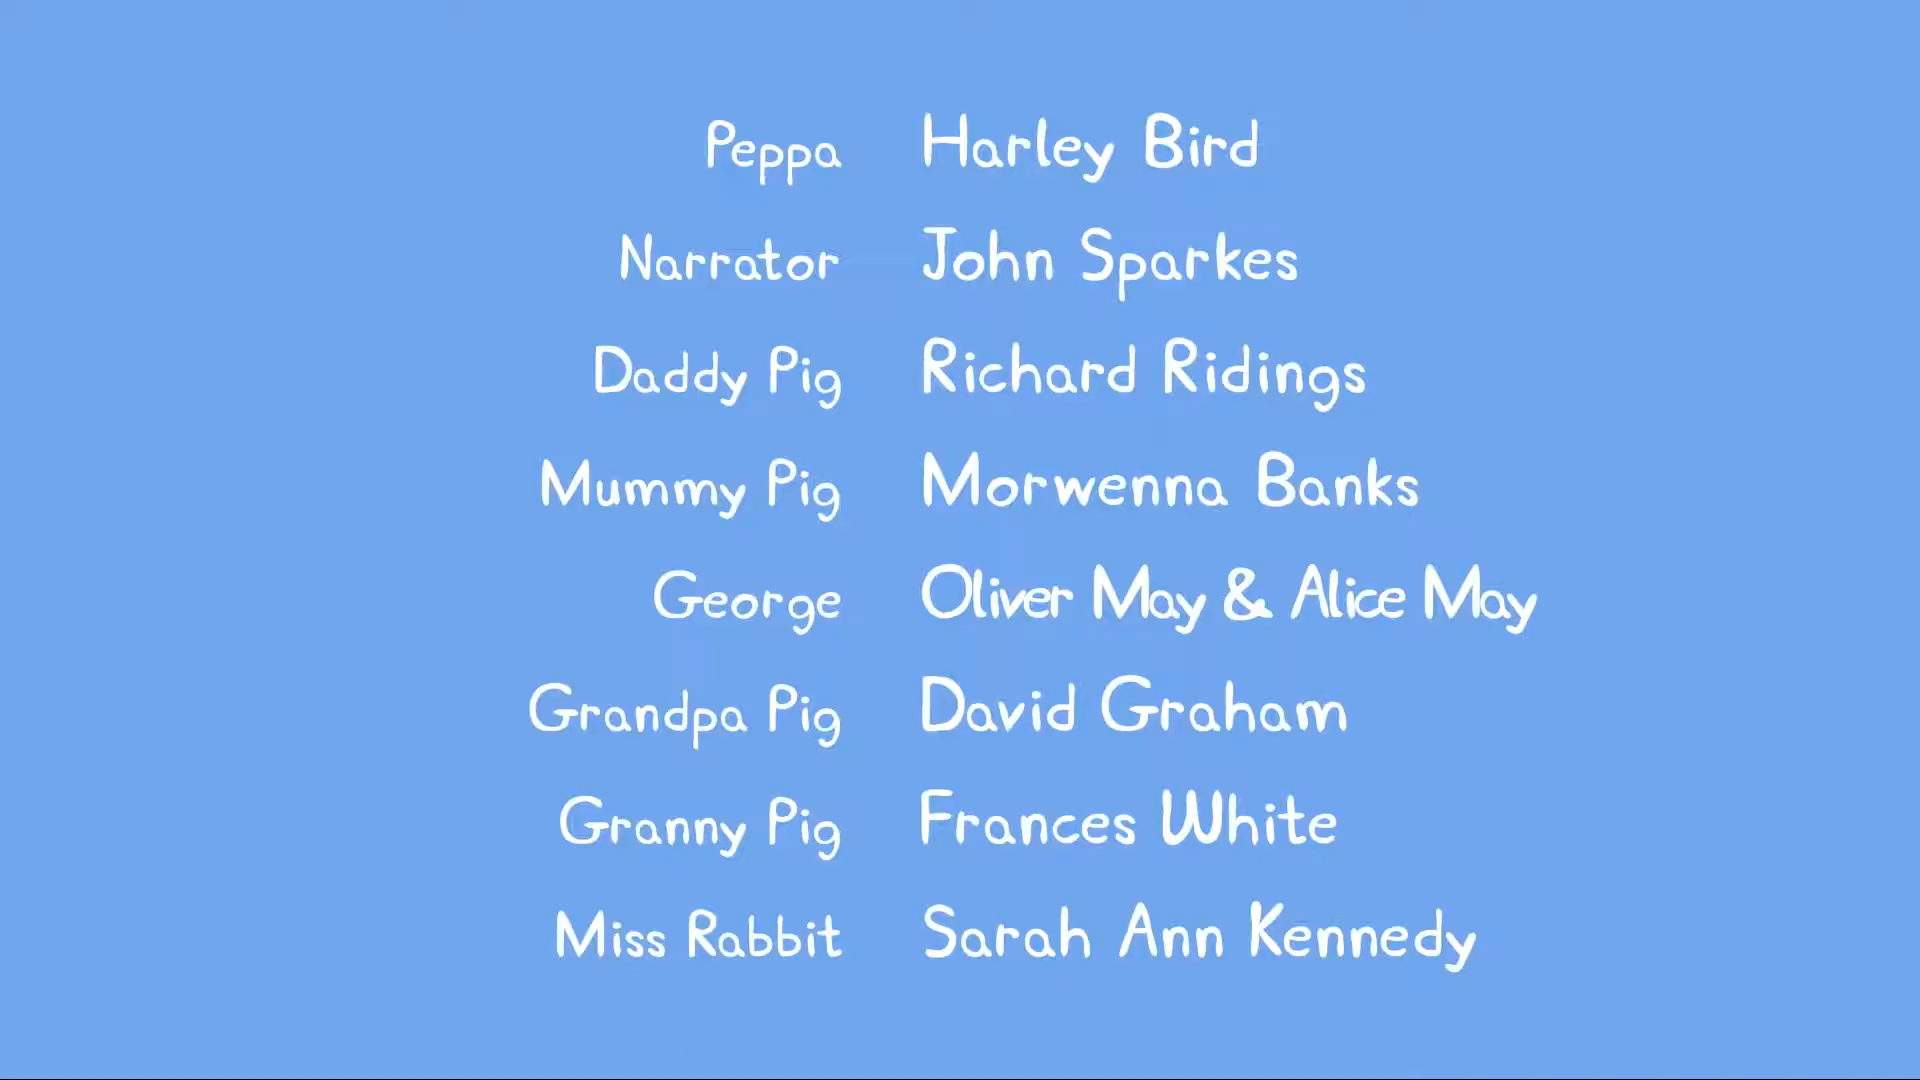 Peppa Harley Bird
Narrator John Sparkes
Daddy Pig Richard Ridings
Mummy Pig Morwenna Banks
George Oliver May & Alice May
Grandpa Pig David Graham
Granny Pig Frances White
Miss Rabbit Sarah Ann Kennedy